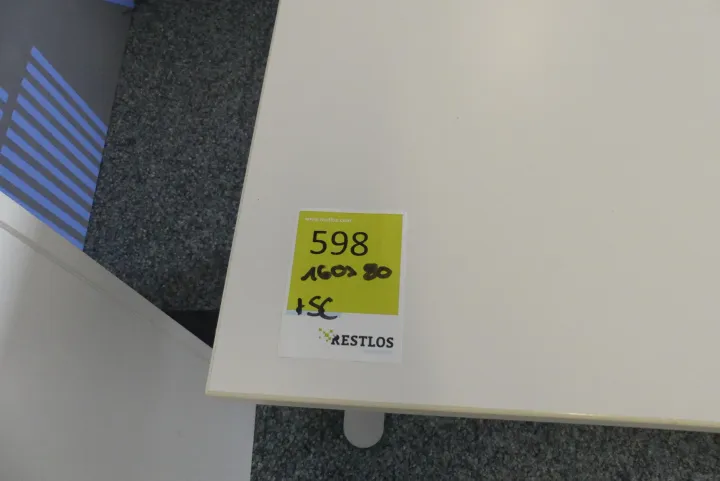 598
160x80
+SC
RESTLOS